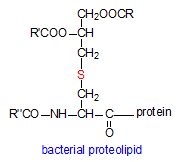 CH₂OOCR
R'COO-CH
CH₂
S
CH₂
R''CO-NH-CH-C-protein
O
bacterial proteolipid